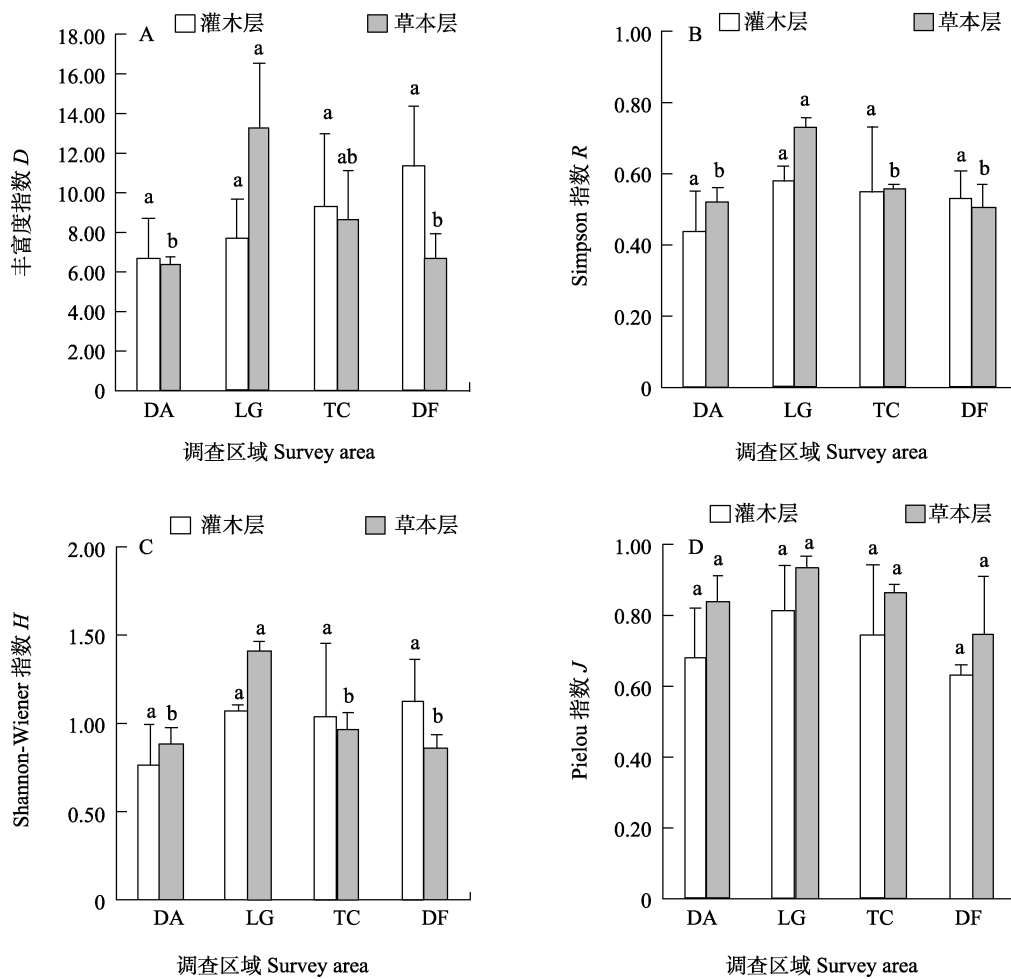 灌木层 草本层
A
18.00
16.00
14.00
12.00
10.00
8.00
6.00
4.00
2.00
0
丰富度指数 D
a b a a a ab a b
DA LG TC DF
调查区域 Survey area
灌木层 草本层
B
1.00
0.80
0.60
0.40
0.20
0
Simpson 指数 R
a b a a a b a b
DA LG TC DF
调查区域 Survey area
灌木层 草本层
C
2.00
1.50
1.00
0.50
0
Shannon-Wiener 指数 H
a b a a a b a b
DA LG TC DF
调查区域 Survey area
灌木层 草本层
D
1.00
0.80
0.60
0.40
0.20
0
Pielou 指数 J
a a a a a a a a
DA LG TC DF
调查区域 Survey area